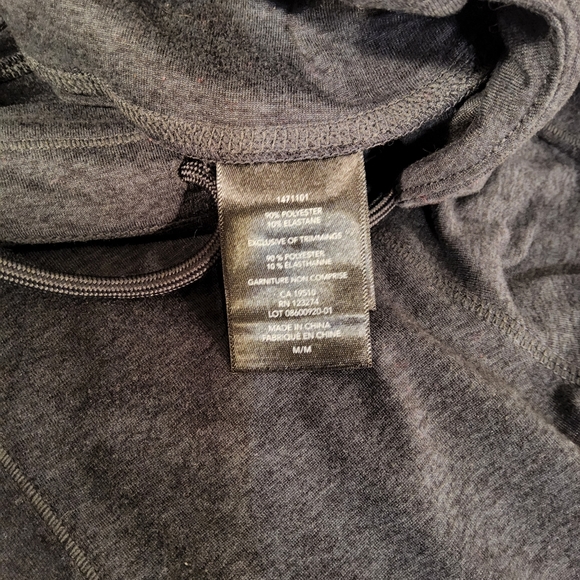 1471101
90% POLYESTER
10% ELASTANE
EXCLUSIVE OF TRIMMINGS
90 % POLYESTER
10 % ÉLASTHANNE
GARNITURE NON COMPRISE
CA 19510
RN 123274
LOT 08600920-01
MADE IN CHINA
FABRIQUE EN CHINE
M/M